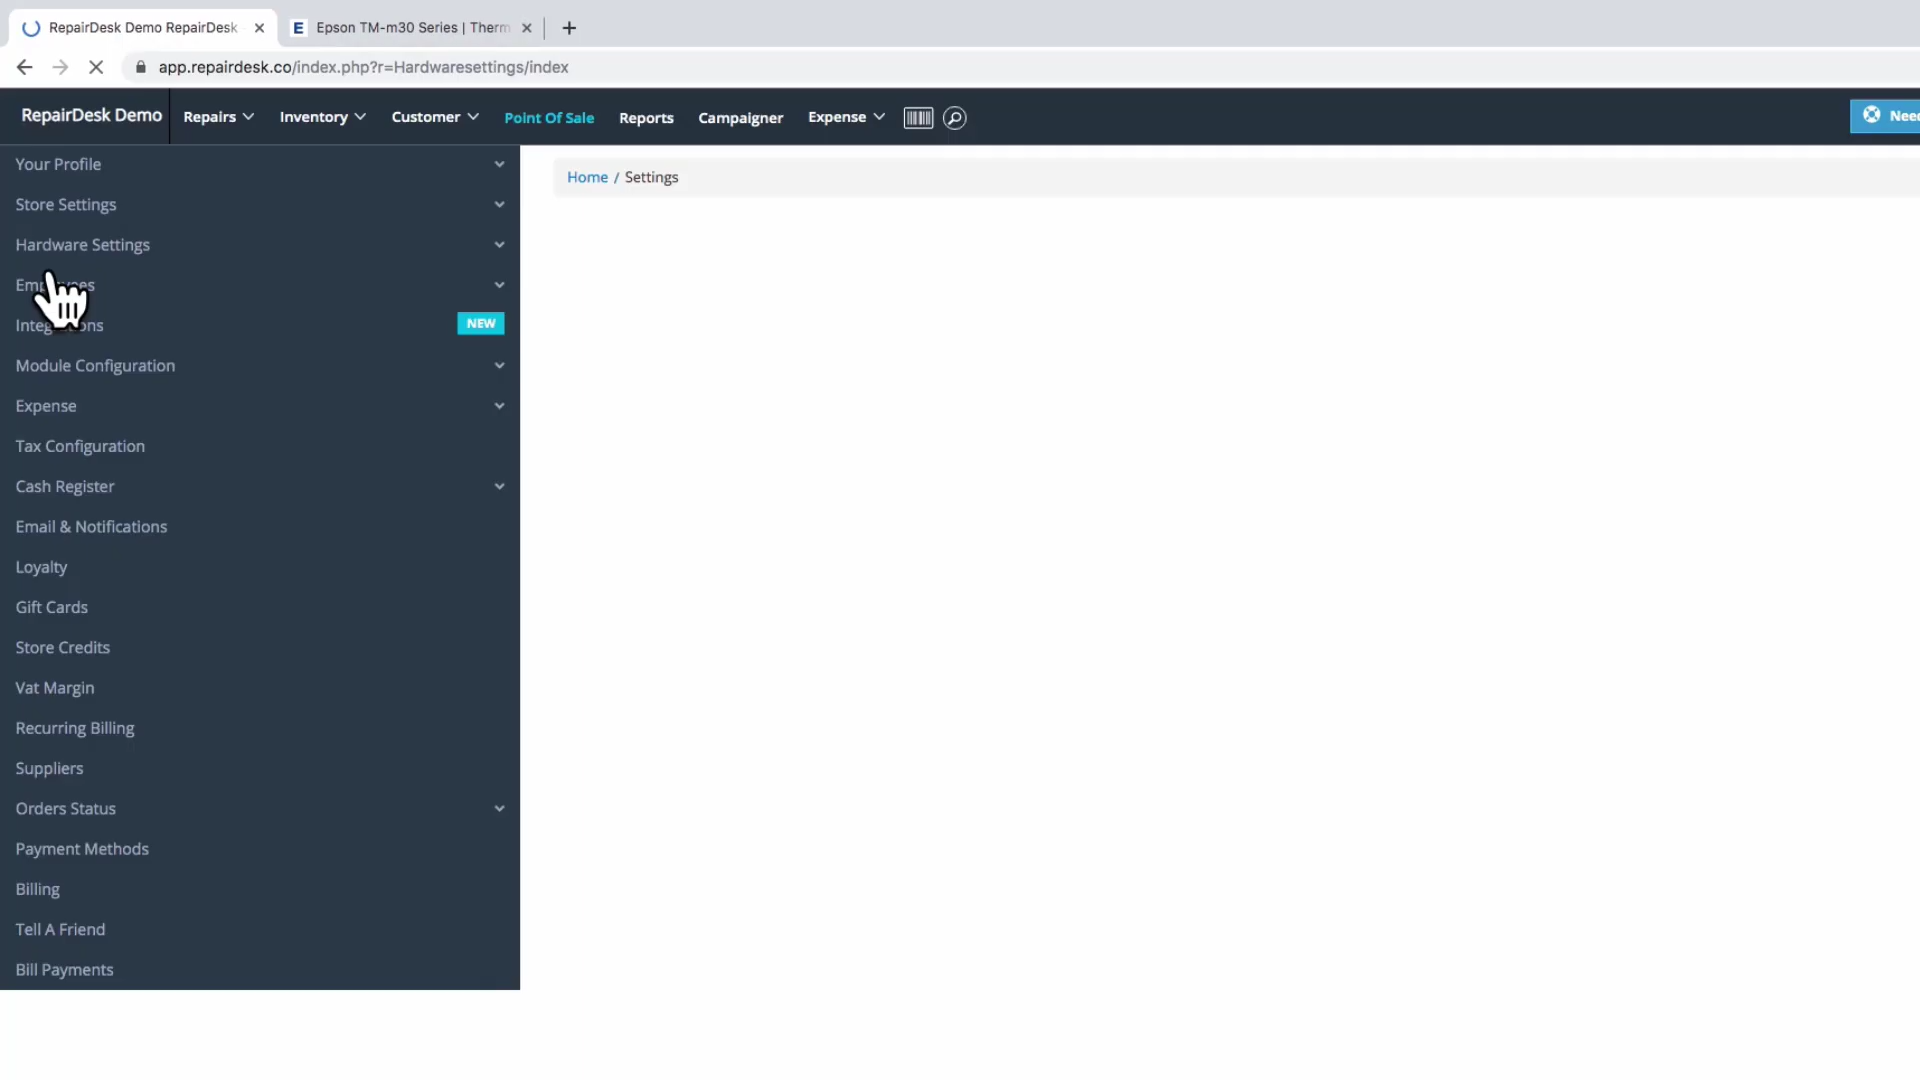 RepairDesk Demo RepairDesk
Epson TM-m30 Series | Therm
app.repairdesk.co/index.php?r=Hardwaresettings/index
RepairDesk Demo
Repairs
Inventory
Customer
Point Of Sale
Reports
Campaigner
Expense
Nee
Your Profile
Store Settings
Hardware Settings
Integrations
NEW
Module Configuration
Expense
Tax Configuration
Cash Register
Email & Notifications
Loyalty
Gift Cards
Store Credits
Vat Margin
Recurring Billing
Suppliers
Orders Status
Payment Methods
Billing
Tell A Friend
Bill Payments
Home / Settings